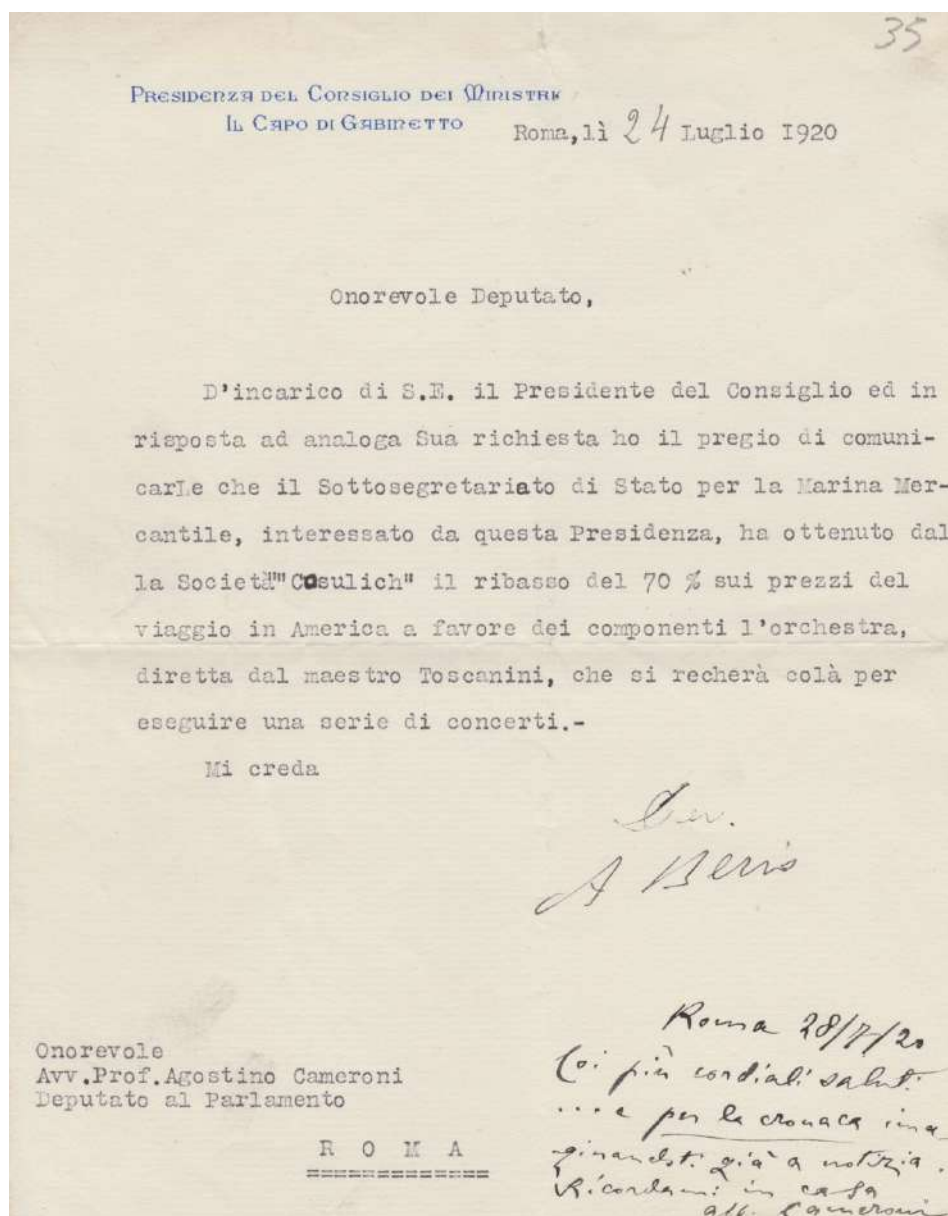 35
PRESIDENZA DEL CONSIGLIO DEI MINISTRI
IL CAPO DI GABINETTO
Roma, lì 24 Luglio 1920
Onorevole Deputato,
D'incarico di S.E. il Presidente del Consiglio ed in
risposta ad analoga Sua richiesta ho il pregio di comuni-
carLe che il Sottosegretariato di Stato per la Marina Mer-
cantile, interessato da questa Presidenza, ha ottenuto dal
la Società "Cosulich" il ribasso del 70 % sui prezzi del
viaggio in America a favore dei componenti l'orchestra,
diretta dal maestro Toscanini, che si recherà colà per
eseguire una serie di concerti.-
Mi creda
Dev.
A Berio
Onorevole
Avv.Prof.Agostino Cameroni
Deputato al Parlamento
R O M A
Roma 28/7/20
Coi più cordiali saluti
... e per la cronaca ima
ginandoti già a notizia.
Ricordami in casa
aff. Cameroni